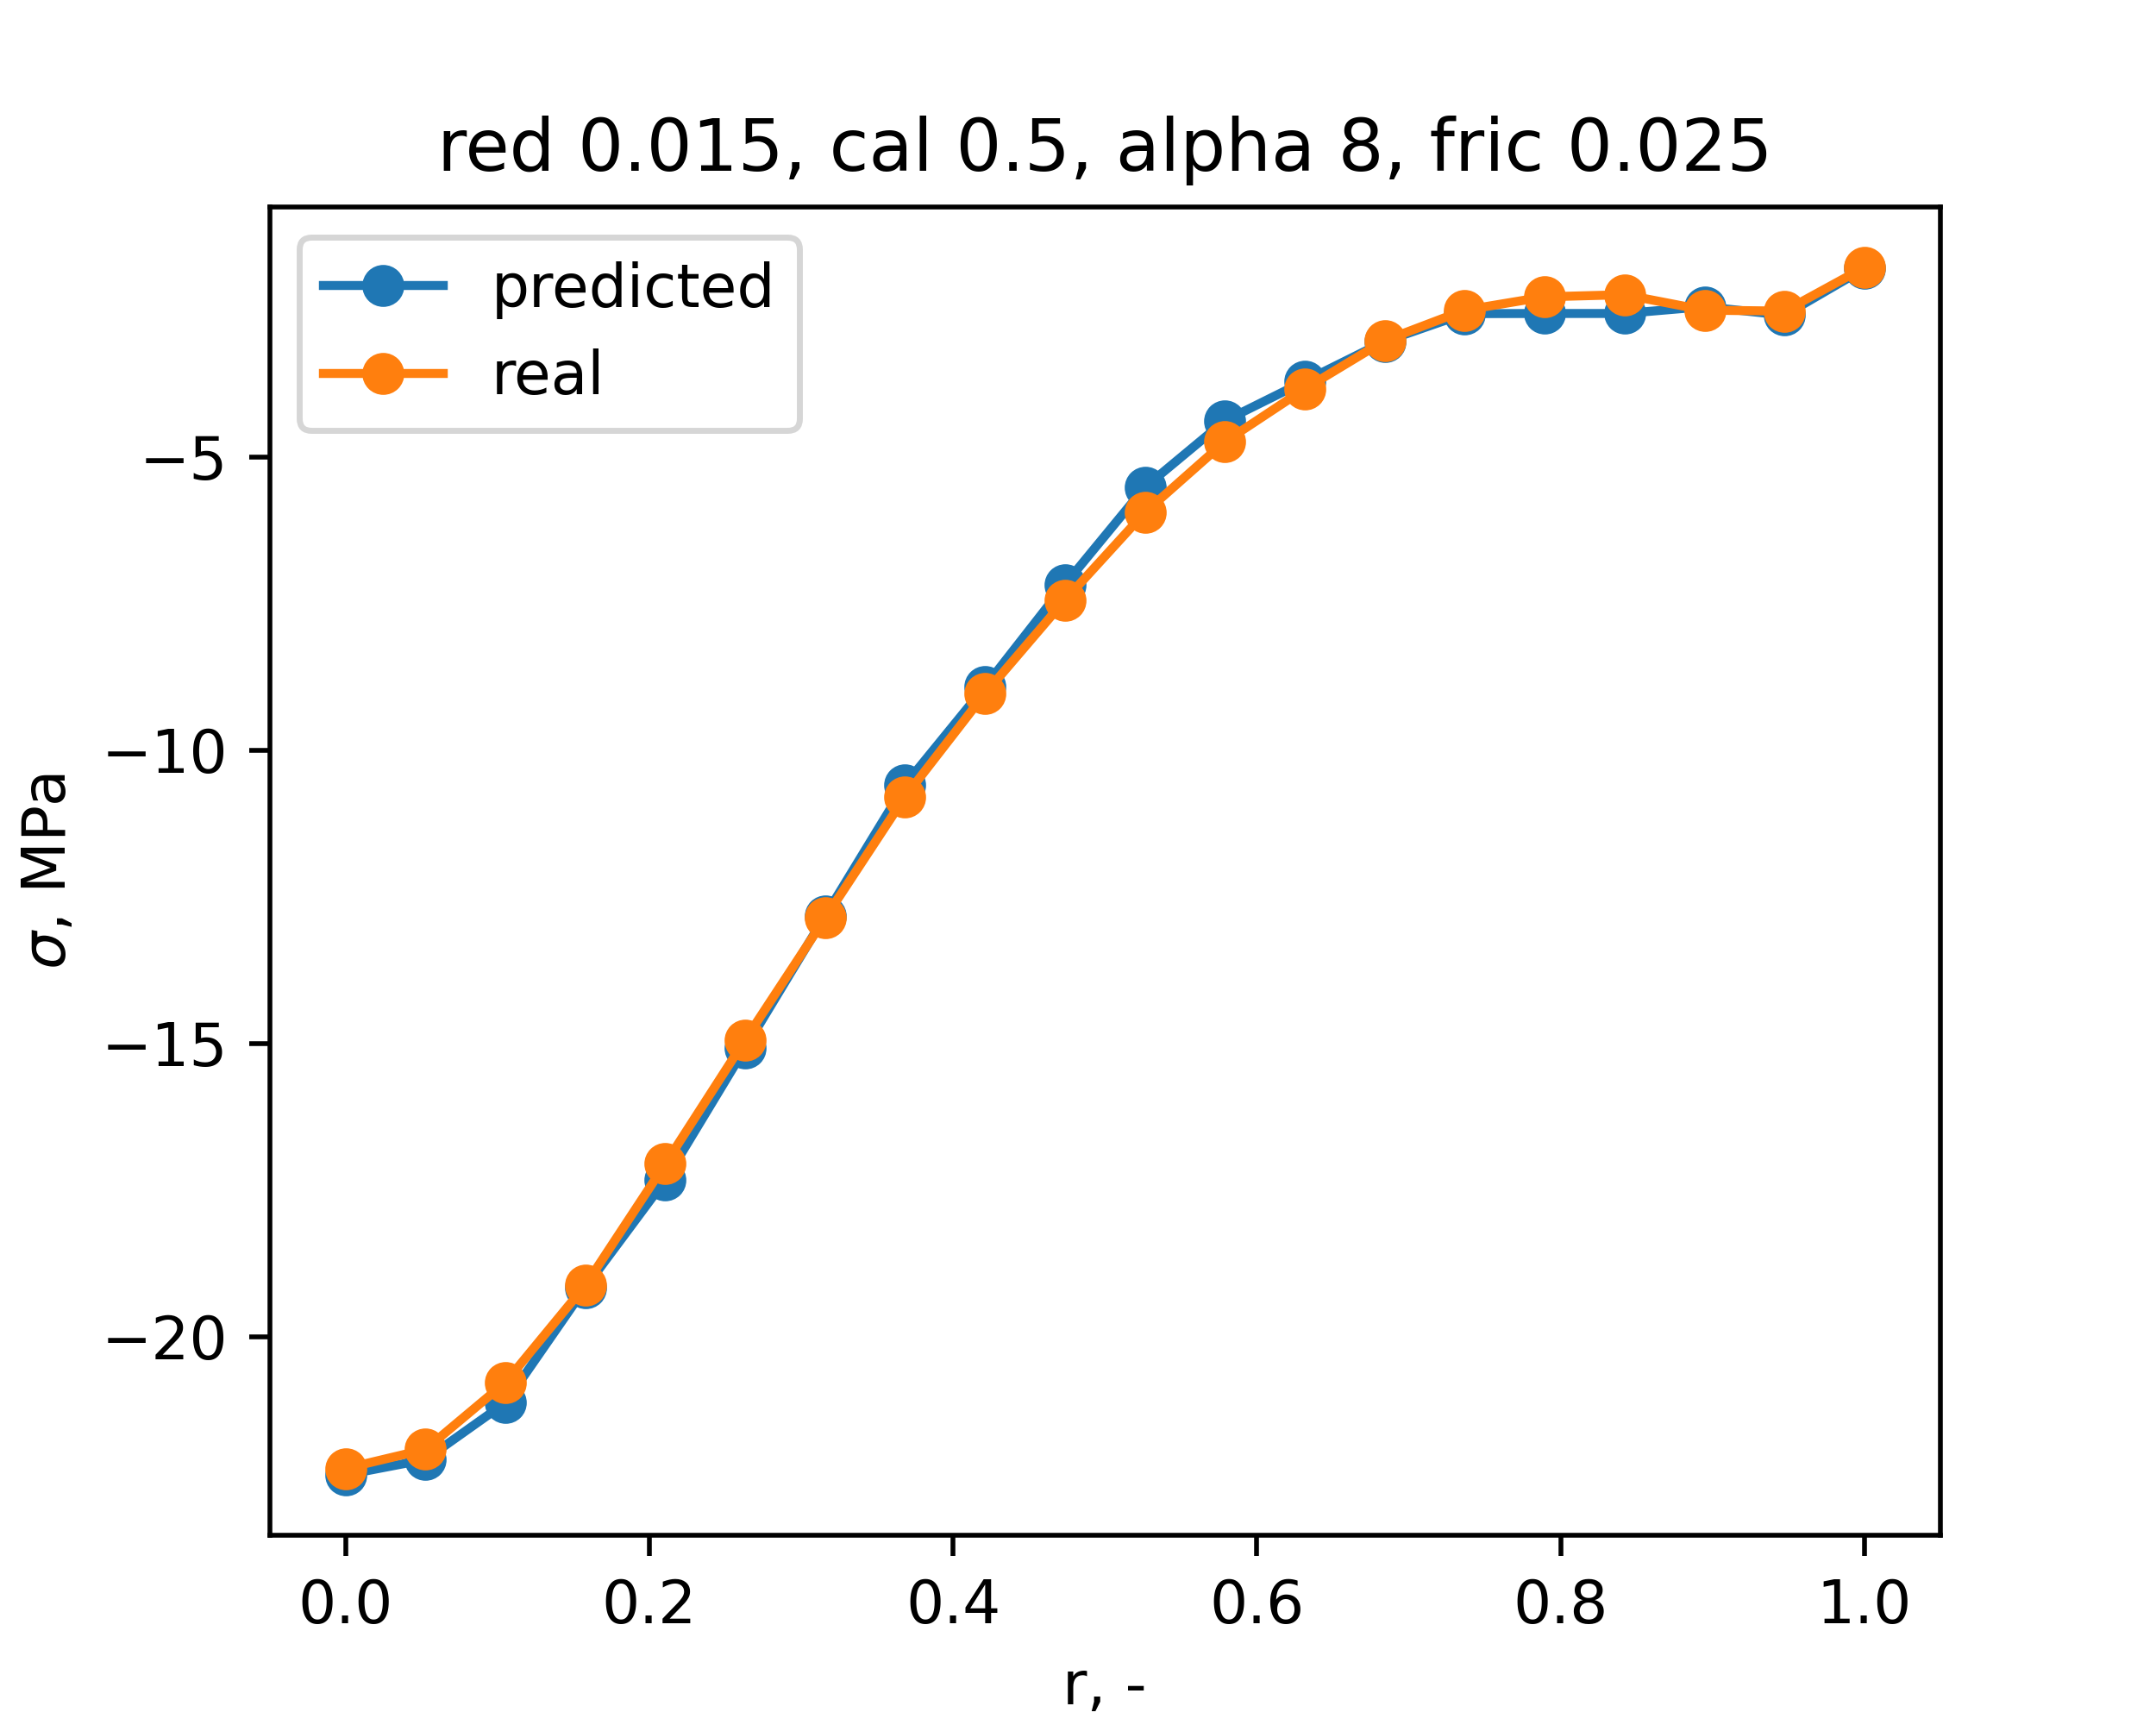 red 0.015, cal 0.5, alpha 8, fric 0.025
predicted
real
−5
−10
−15
−20
σ, MPa
0.0 0.2 0.4 0.6 0.8 1.0
r, -